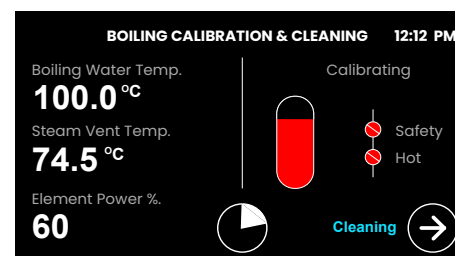 BOILING CALIBRATION & CLEANING 12:12 PM
Boiling Water Temp.
100.0 °C
Steam Vent Temp.
74.5 °C
Element Power %.
60
Calibrating
Safety
Hot
Cleaning